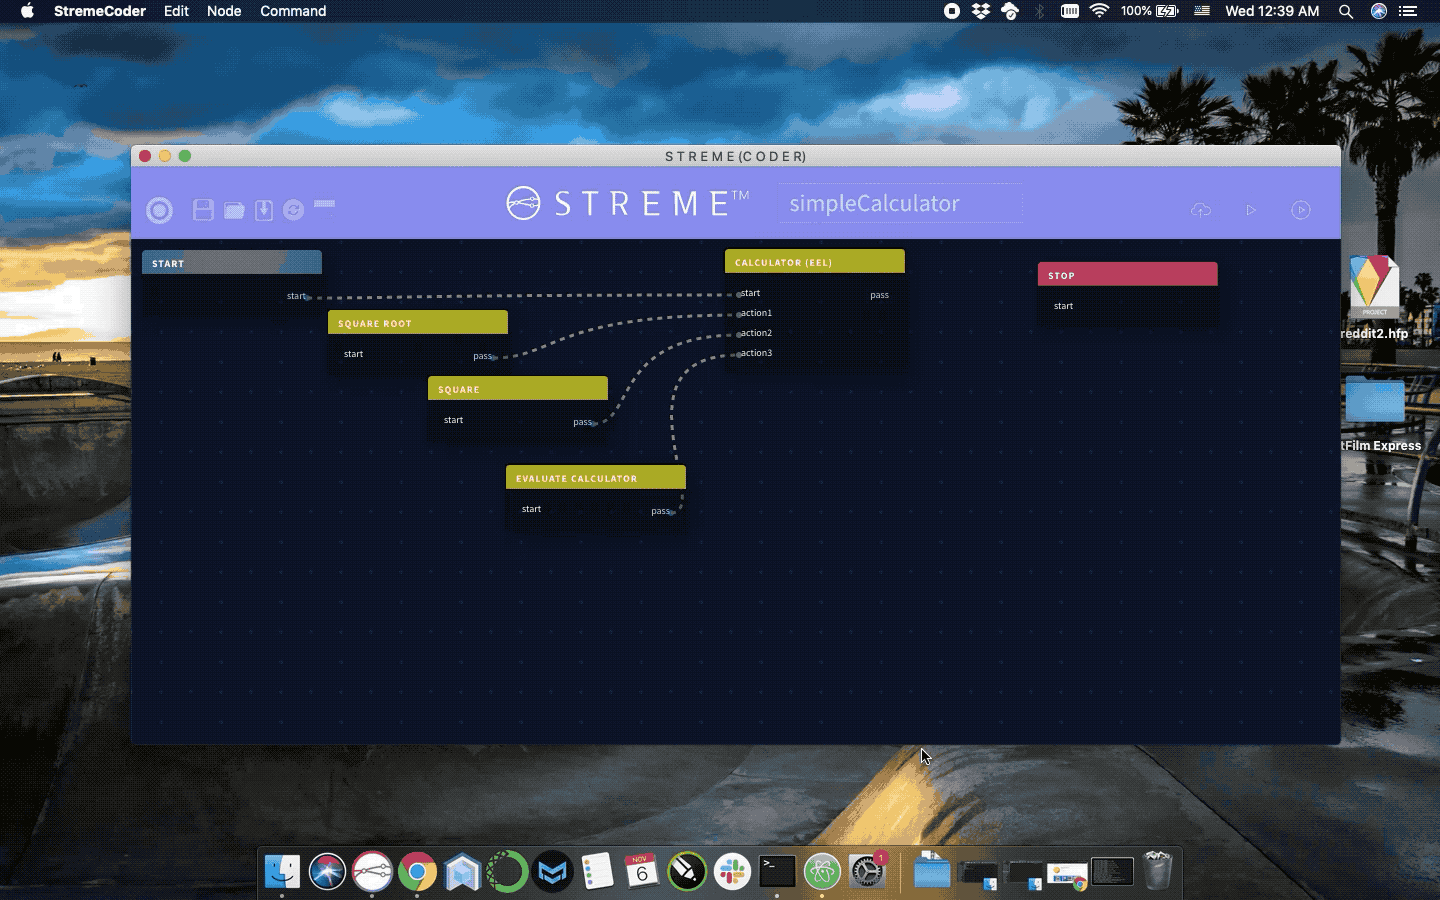 StremeCoder Edit Node Command 100% Wed 12:39 AM
STREME(CODER)
STREME™ simpleCalculator
START
start
SQUARE ROOT
start pass
SQUARE
start pass
EVALUATE CALCULATOR
start pass
CALCULATOR (EEL)
start pass
action1
action2
action3
STOP
start
PROJECT
reddit2.hfp
tFilm Express
NOV
6
>_
1